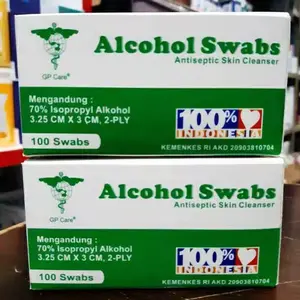 Alcohol Swabs
Antiseptic Skin Cleanser
GP Care®
Mengandung :
70% Isopropyl Alkohol
3.25 CM X 3 CM, 2-PLY
100%
INDONESIA
100 Swabs
KEMENKES RI AKD 20903810704
Alcohol Swabs
Antiseptic Skin Cleanser
GP Care®
Mengandung :
70% Isopropyl Alkohol
3.25 CM X 3 CM, 2-PLY
100%
INDONESIA
100 Swabs
KEMENKES RI AKD 20903810704